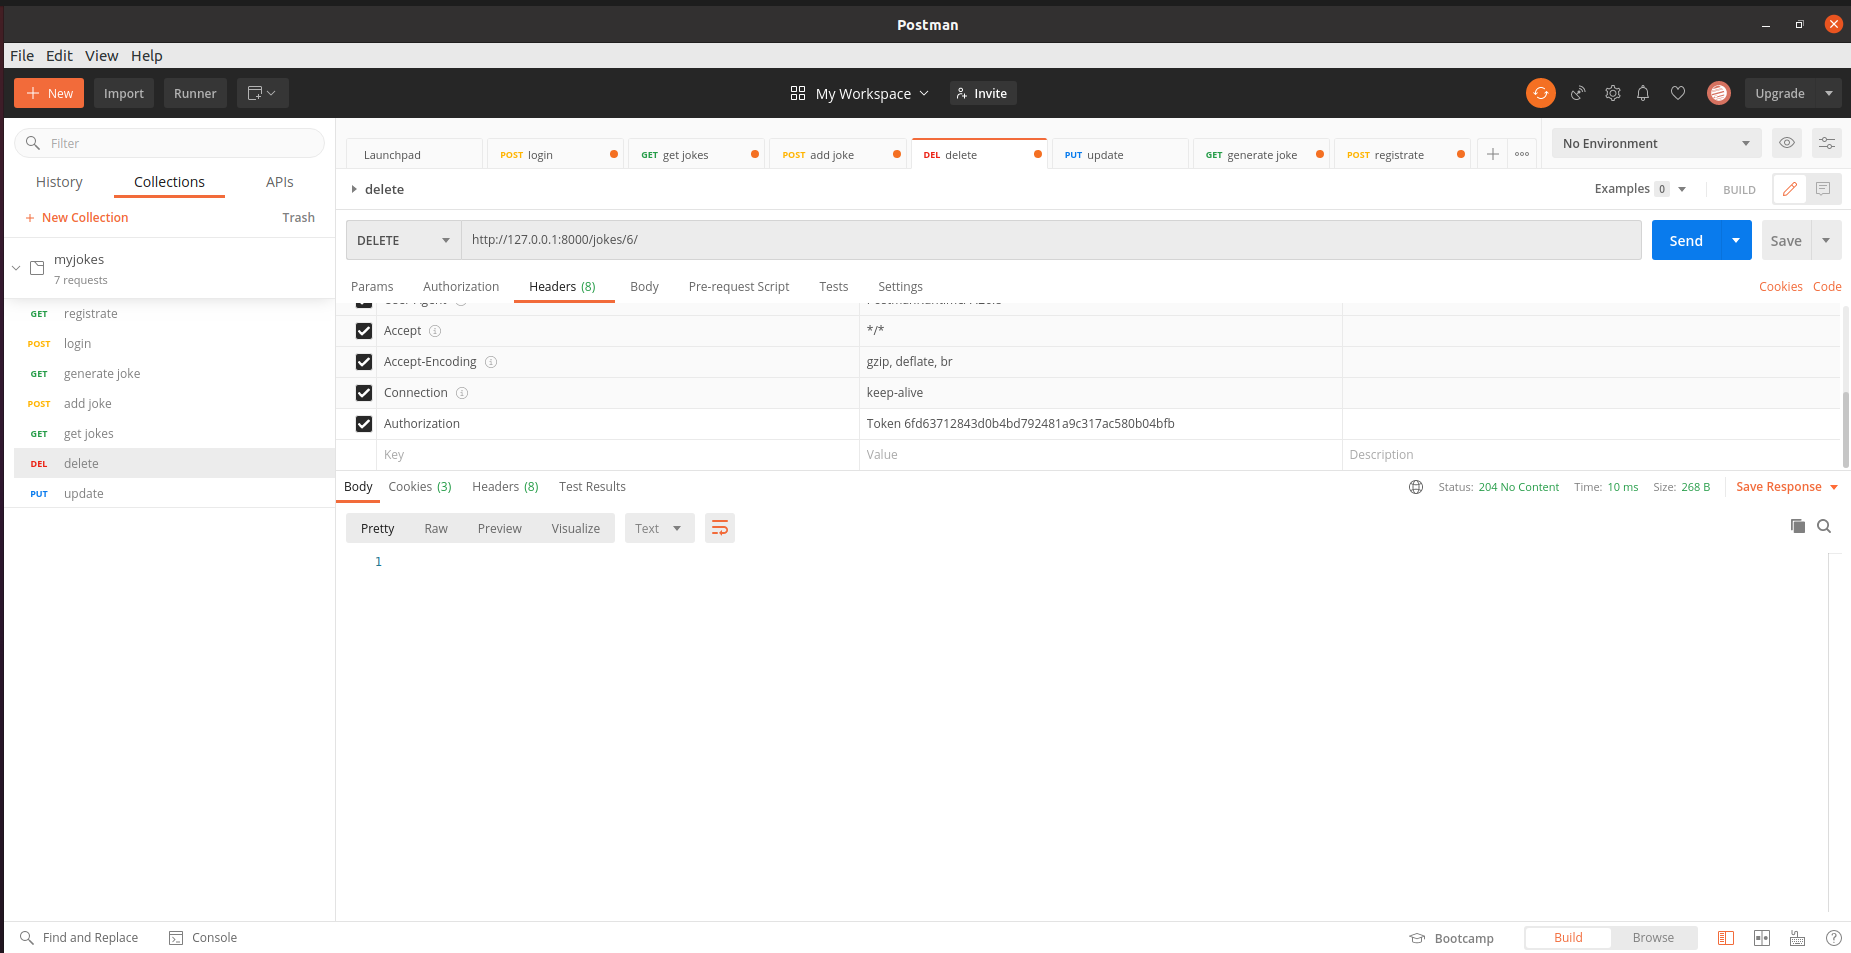 Postman
File Edit View Help
New Import Runner My Workspace Invite Upgrade
Filter
History Collections APIs
New Collection Trash
myjokes
7 requests
GET registrate
POST login
GET generate joke
POST add joke
GET get jokes
DEL delete
PUT update
Launchpad POST login GET get jokes POST add joke DEL delete PUT update GET generate joke POST registrate No Environment
delete Examples 0 BUILD
DELETE http://127.0.0.1:8000/jokes/6/ Send Save
Params Authorization Headers (8) Body Pre-request Script Tests Settings Cookies Code
Accept */*
Accept-Encoding gzip, deflate, br
Connection keep-alive
Authorization Token 6fd63712843d0b4bd792481a9c317ac580b04bfb
Key Value Description
Body Cookies (3) Headers (8) Test Results Status: 204 No Content Time: 10 ms Size: 268 B Save Response
Pretty Raw Preview Visualize Text
1
Find and Replace Console Bootcamp Build Browse